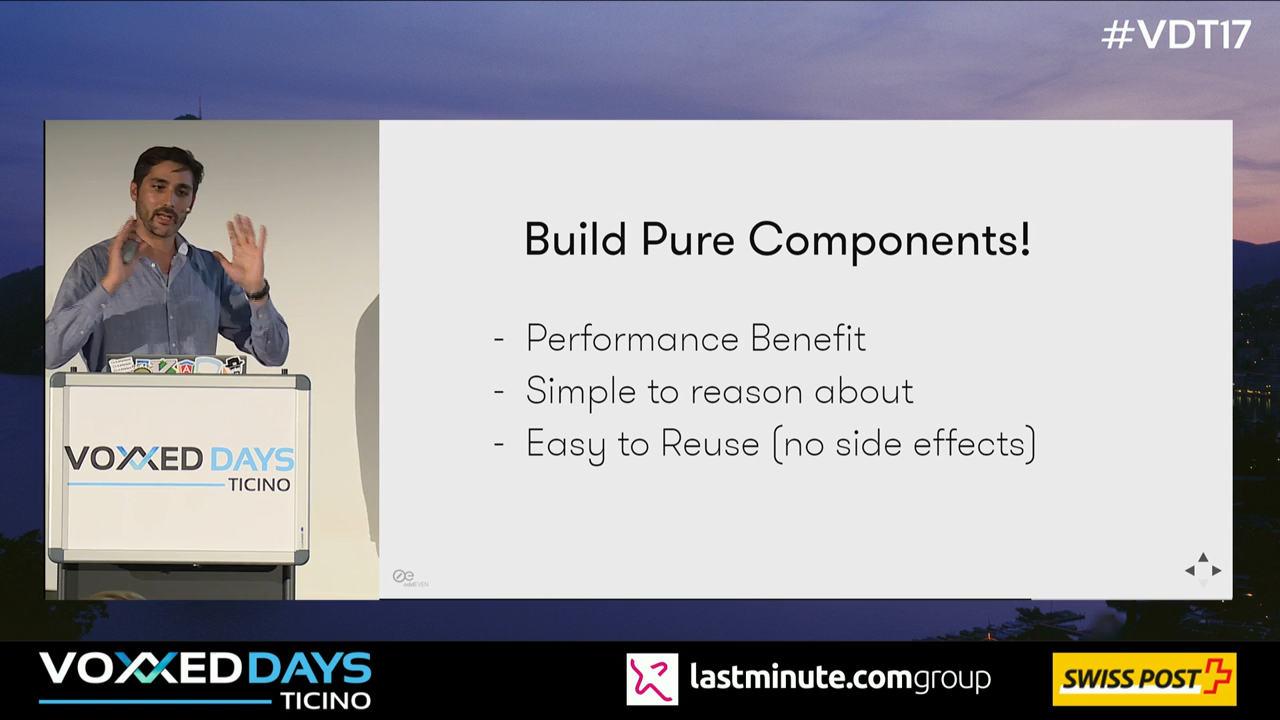 #VDT17
Build Pure Components!
- Performance Benefit
- Simple to reason about
- Easy to Reuse (no side effects)
VOXXED DAYS
TICINO
oddEVEN
VOXXED DAYS
TICINO
lastminute.comgroup
SWISS POST